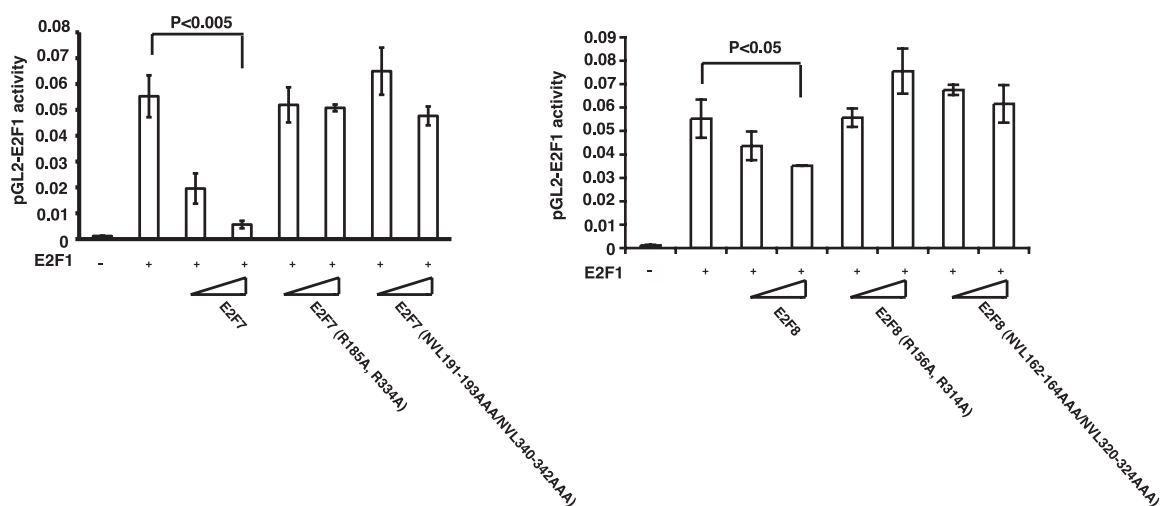 0.08
0.07
0.06
0.05
0.04
0.03
0.02
0.01
0
pGL2-E2F1 activity
P<0.005
E2F1
- + + + + + + +
E2F7
E2F7 (R185A, R334A)
E2F7 (NVL191-193AAA/NVL340-342AAA)
0.09
0.08
0.07
0.06
0.05
0.04
0.03
0.02
0.01
0
pGL2-E2F1 activity
P<0.05
E2F1
- + + + + + + +
E2F8
E2F8 (R156A, R314A)
E2F8 (NVL162-164AAA/NVL320-324AAA)